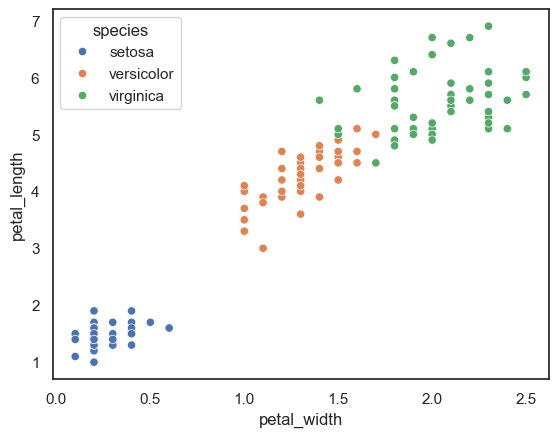 species
setosa
versicolor
virginica
petal_length
7
6
5
4
3
2
1
0.0 0.5 1.0 1.5 2.0 2.5
petal_width